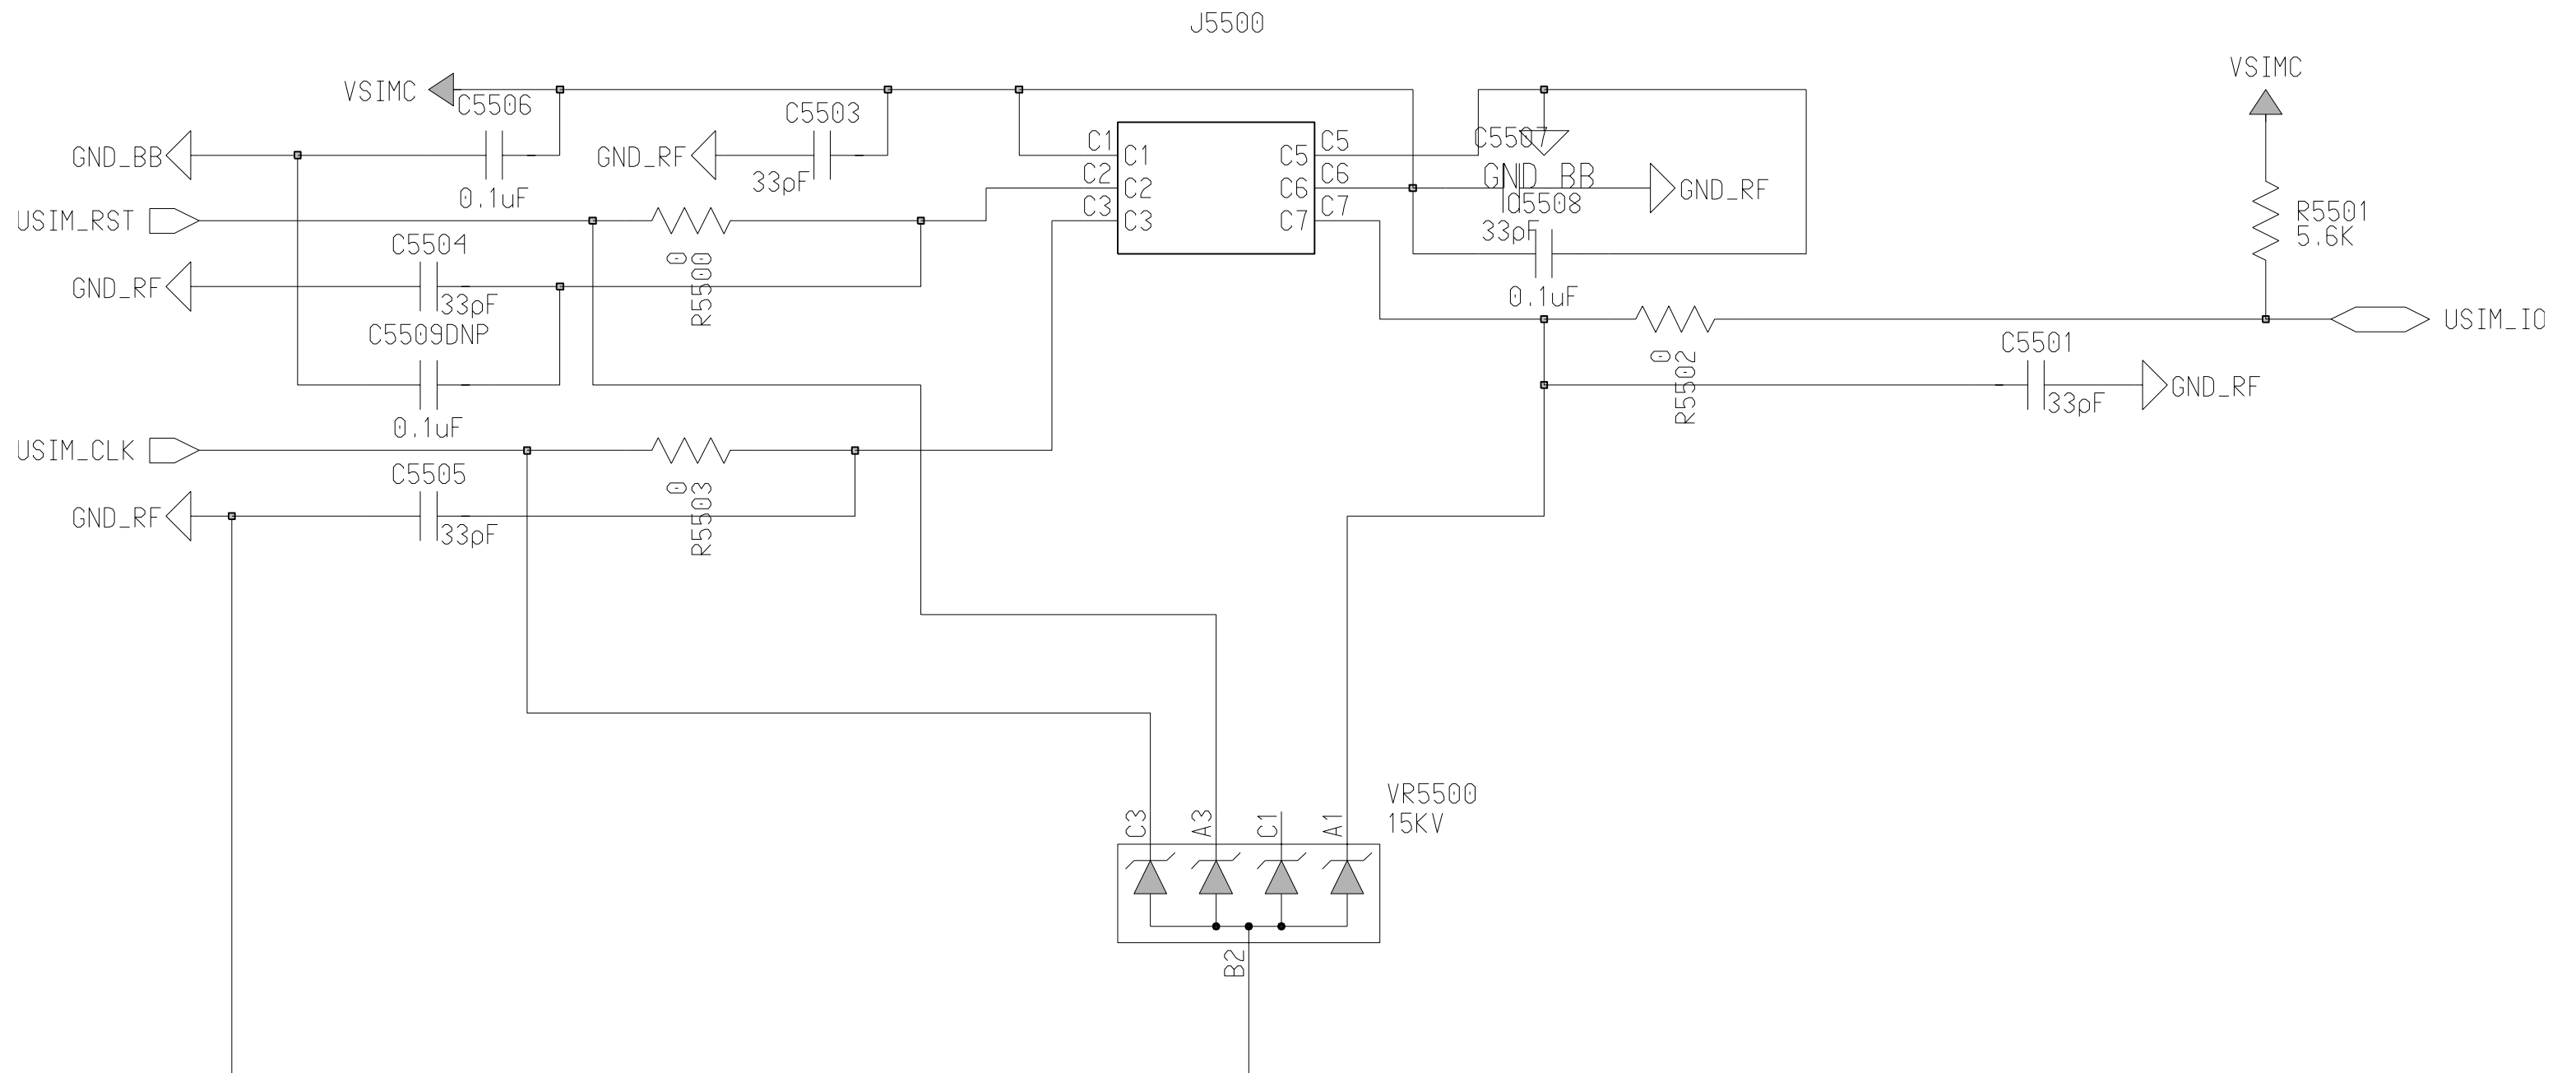 J5500
VSIMC
VSIMC
C5506
C5503
GND_BB
GND_RF
0.1uF
33pF
C1
C2
C3
C1
C2
C3
C5
C6
C7
C5
C6
C7
C5507
GND_BB
GND_RF
C5508
33pF
0.1uF
R5501
5.6K
USIM_RST
C5504
0
R5500
GND_RF
33pF
C5509DNP
0.1uF
USIM_IO
0
R5502
C5501
33pF
GND_RF
USIM_CLK
C5505
0
R5503
GND_RF
33pF
VR5500
15KV
C3
A3
C1
A1
B2